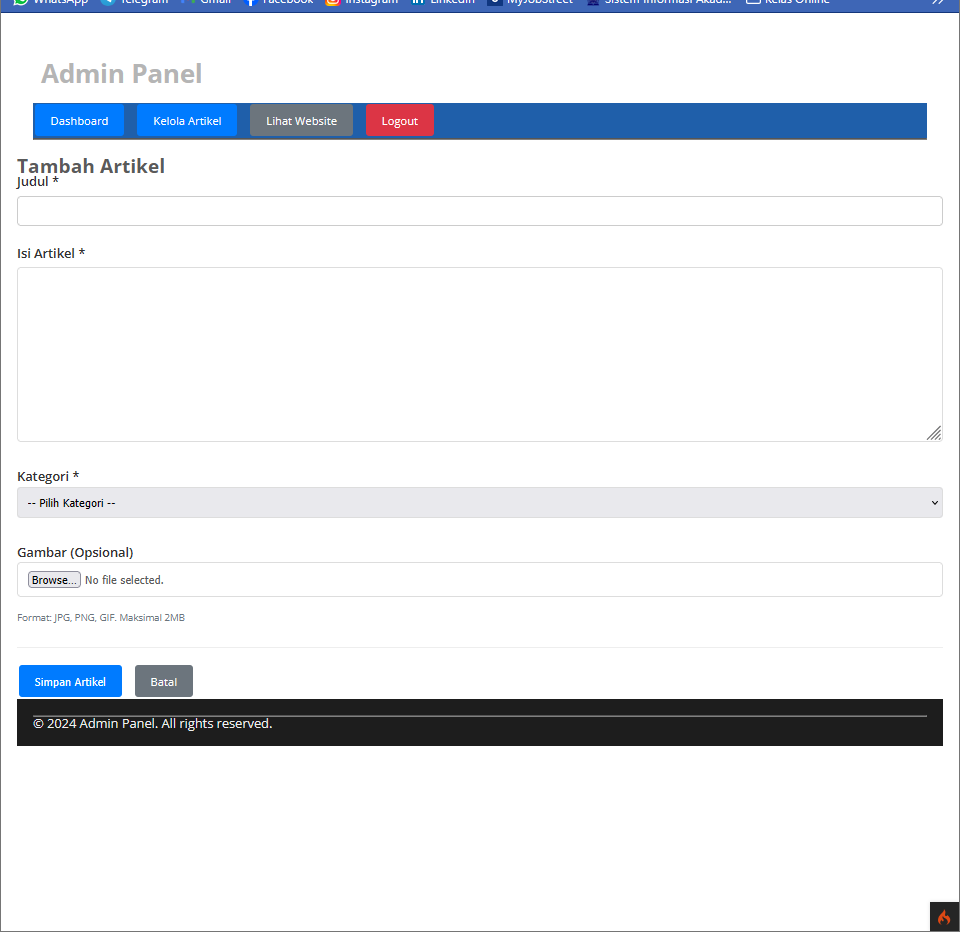 WhatsApp Telegram Gmail Facebook Instagram LinkedIn MyJobStreet Sistem Informasi Akad... Kelas Online
Admin Panel
Dashboard Kelola Artikel Lihat Website Logout
Tambah Artikel
Judul *
Isi Artikel *
Kategori *
-- Pilih Kategori --
Gambar (Opsional)
Browse... No file selected.
Format: JPG, PNG, GIF. Maksimal 2MB
Simpan Artikel Batal
© 2024 Admin Panel. All rights reserved.